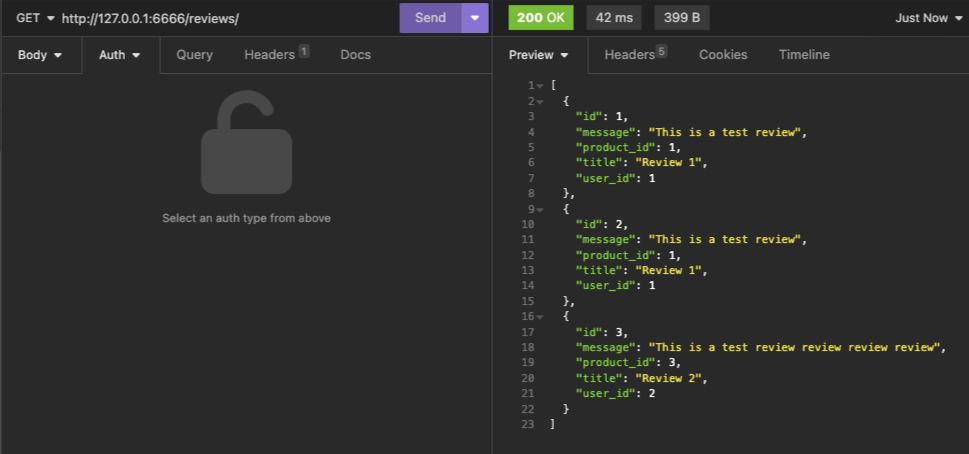 GET http://127.0.0.1:6666/reviews/ Send
200 OK 42 ms 399 B Just Now
Body Auth Query Headers 1 Docs
Preview Headers 5 Cookies Timeline
Select an auth type from above
1 [
2 {
3 "id": 1,
4 "message": "This is a test review",
5 "product_id": 1,
6 "title": "Review 1",
7 "user_id": 1
8 },
9 {
10 "id": 2,
11 "message": "This is a test review",
12 "product_id": 1,
13 "title": "Review 1",
14 "user_id": 1
15 },
16 {
17 "id": 3,
18 "message": "This is a test review review review review",
19 "product_id": 3,
20 "title": "Review 2",
21 "user_id": 2
22 }
23 ]